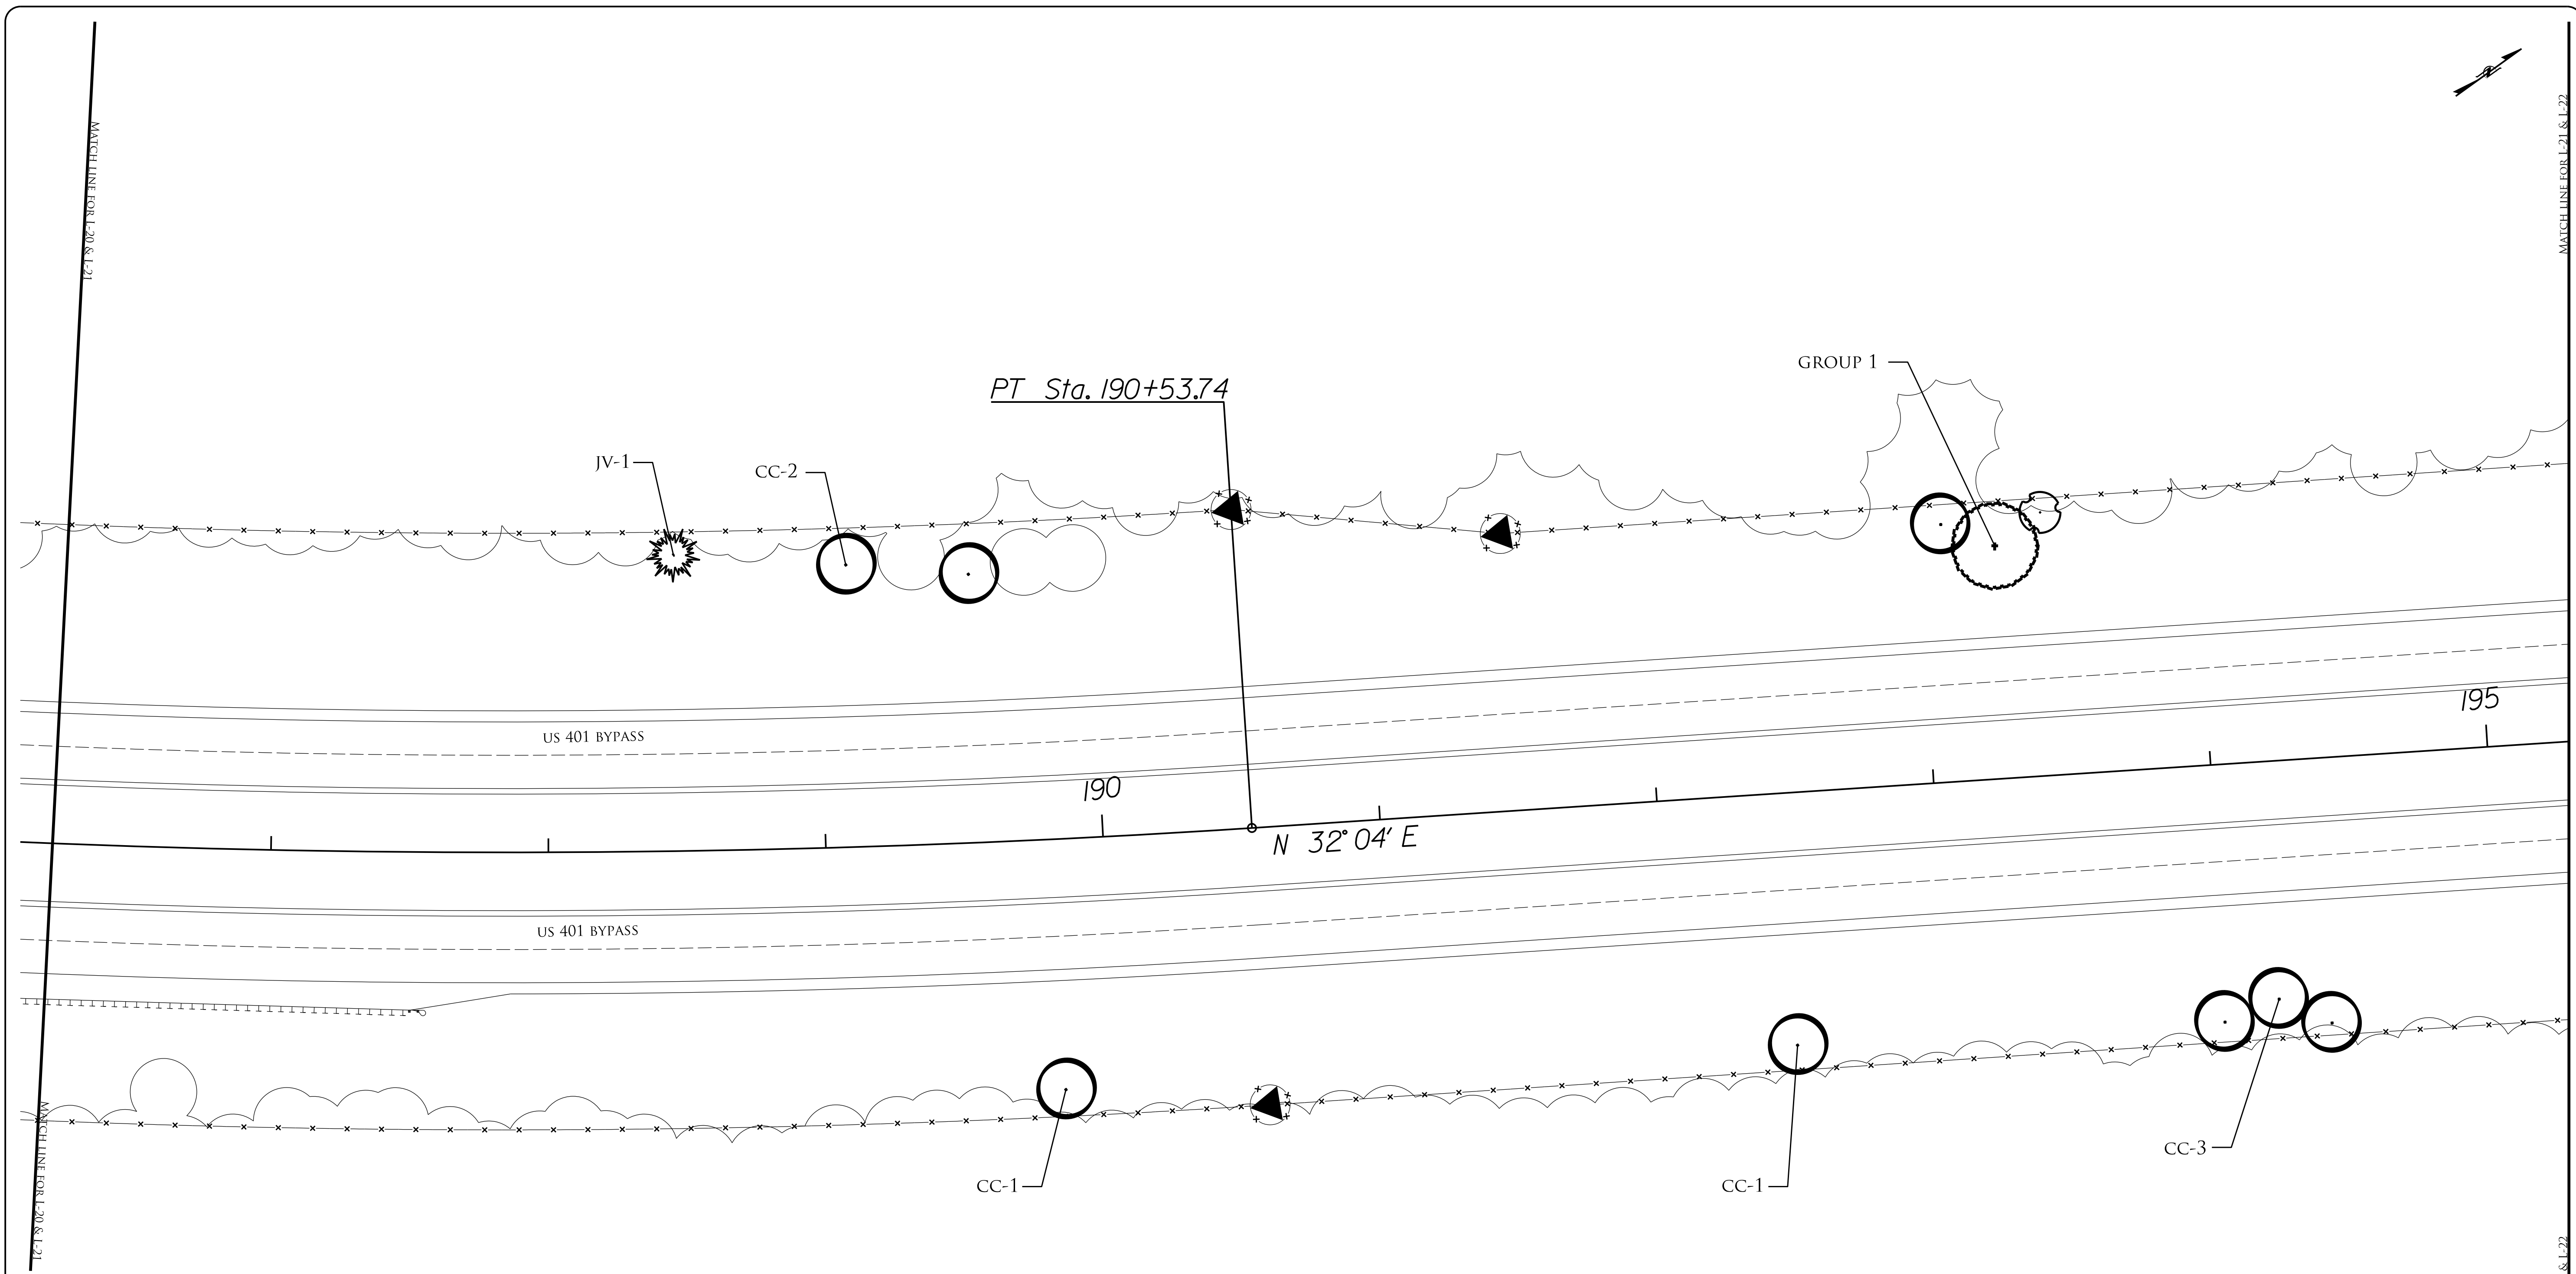 MATCH LINE FOR L-20 & L-21
MATCH LINE FOR L-21 & L-22
GROUP 1
PT Sta. 190+53.74
JV-1
CC-2
195
US 401 BYPASS
190
N 32° 04' E
US 401 BYPASS
CC-3
CC-1
CC-1
MATCH LINE FOR L-20 & L-21
& L-22